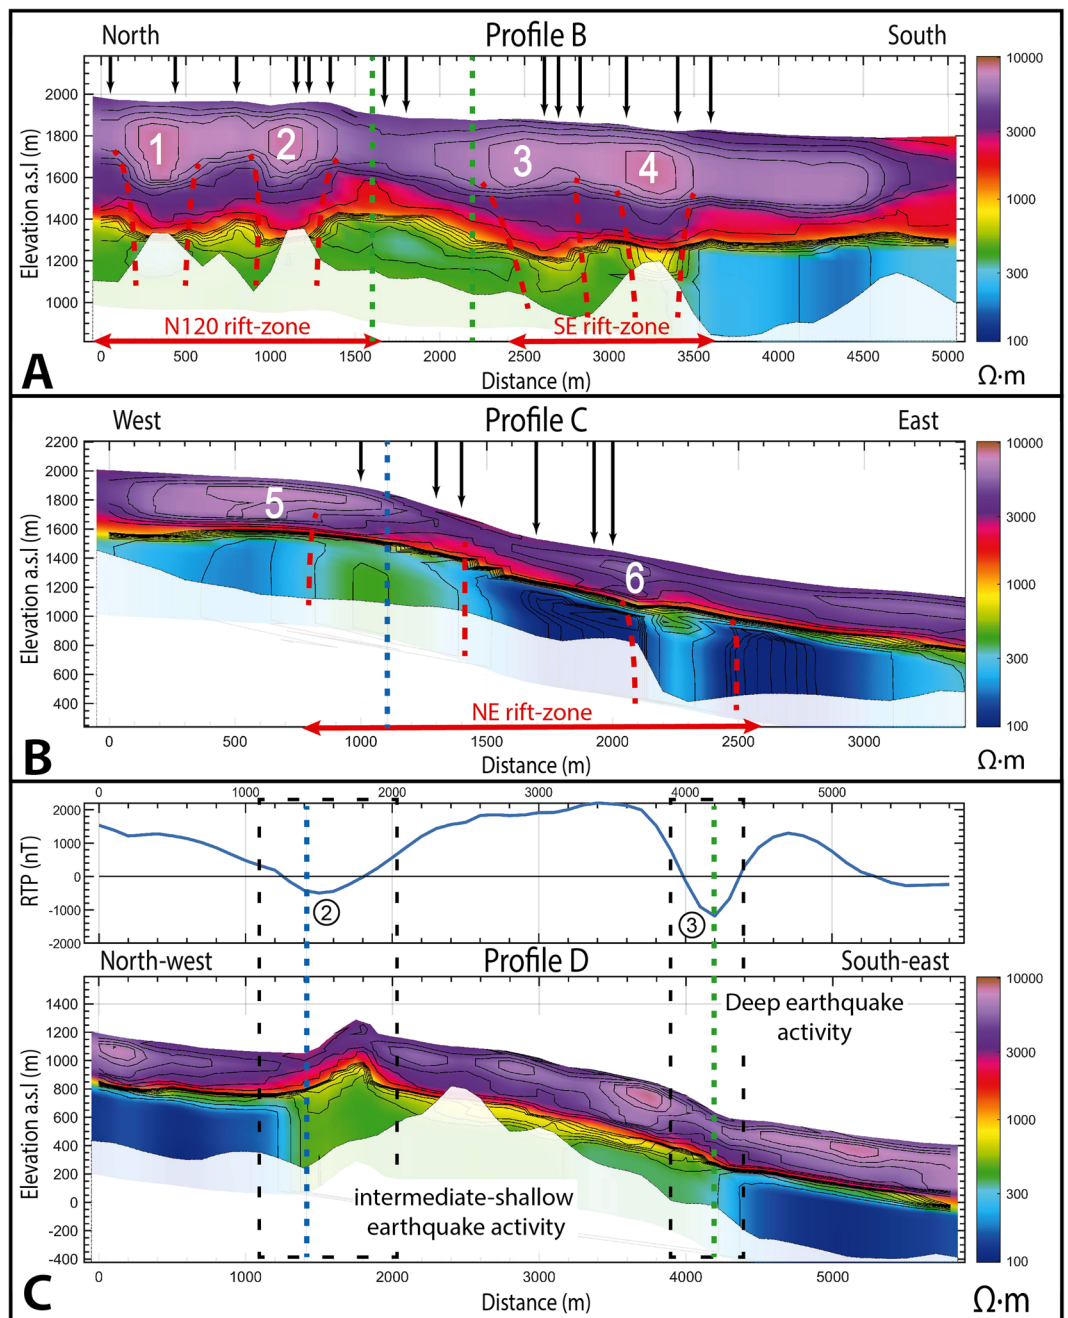 North
Profile B
South
2000
1800
1600
1400
1200
1000
Elevation a.s.l (m)
1
2
3
4
N120 rift-zone
SE rift-zone
0
500
1000
1500
2000
2500
3000
3500
4000
4500
5000
Distance (m)
10000
3000
1000
300
100
Ω·m
A
West
Profile C
East
2200
2000
1800
1600
1400
1200
1000
800
600
400
Elevation a.s.l (m)
5
6
NE rift-zone
0
500
1000
1500
2000
2500
3000
Distance (m)
10000
3000
1000
300
100
Ω·m
B
0
1000
2000
3000
4000
5000
2000
1000
0
-1000
-2000
RTP (nT)
②
③
North-west
Profile D
South-east
1400
1200
1000
800
600
400
200
0
-200
-400
Elevation a.s.l (m)
Deep earthquake
activity
intermediate-shallow
earthquake activity
0
1000
2000
3000
4000
5000
Distance (m)
10000
3000
1000
300
100
Ω·m
C